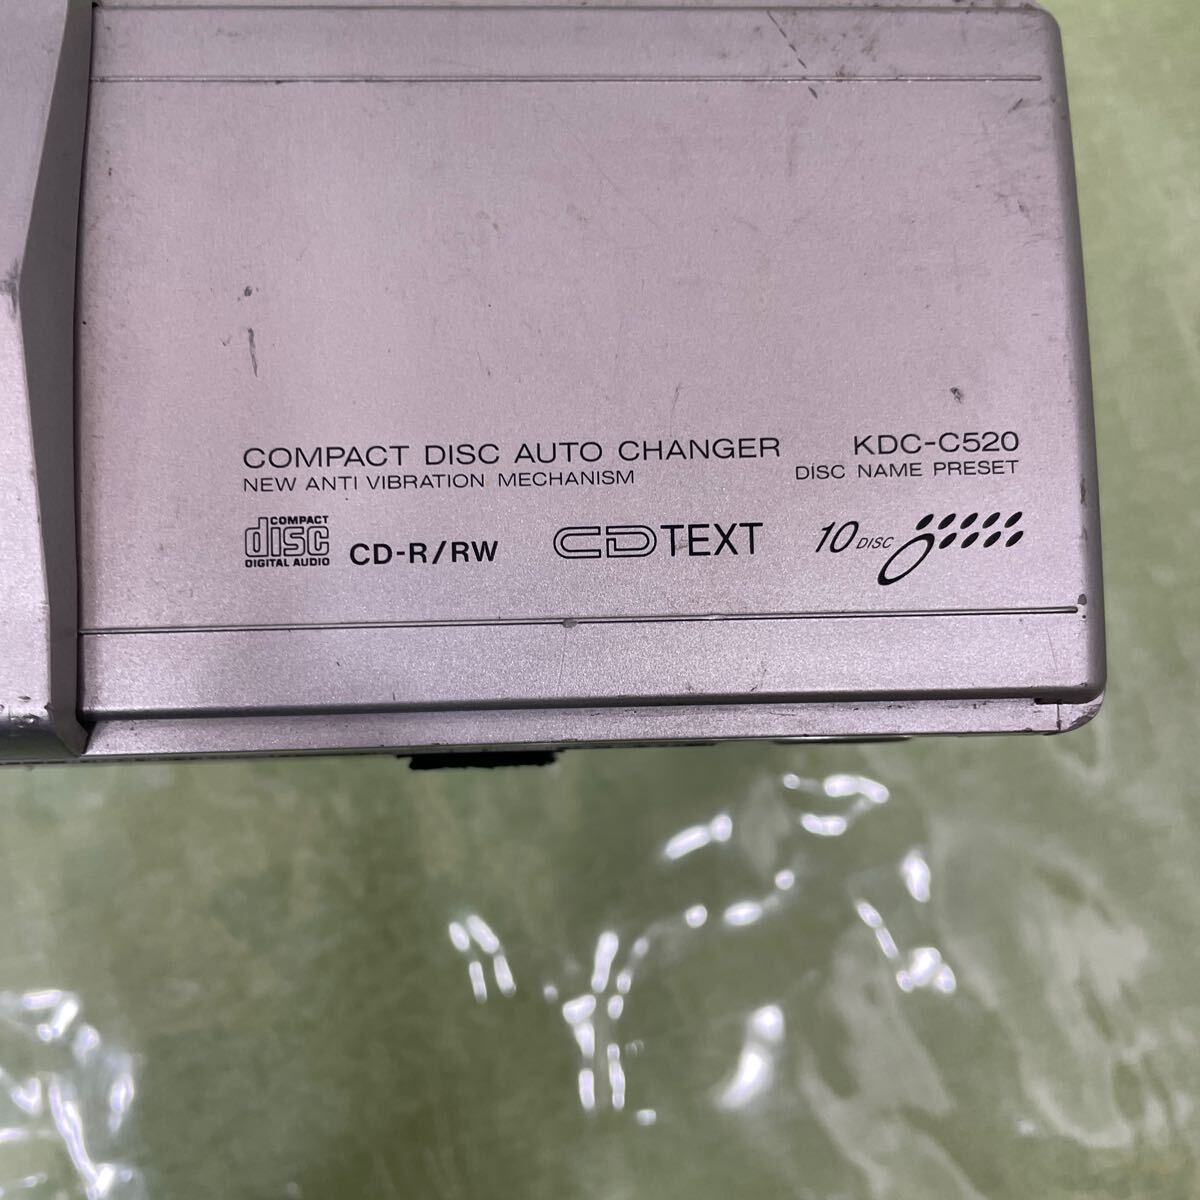 COMPACT DISC AUTO CHANGER
NEW ANTI VIBRATION MECHANISM
KDC-C520
DISC NAME PRESET
COMPACT
disc
DIGITAL AUDIO
CD-R/RW
CD TEXT
10 DISC